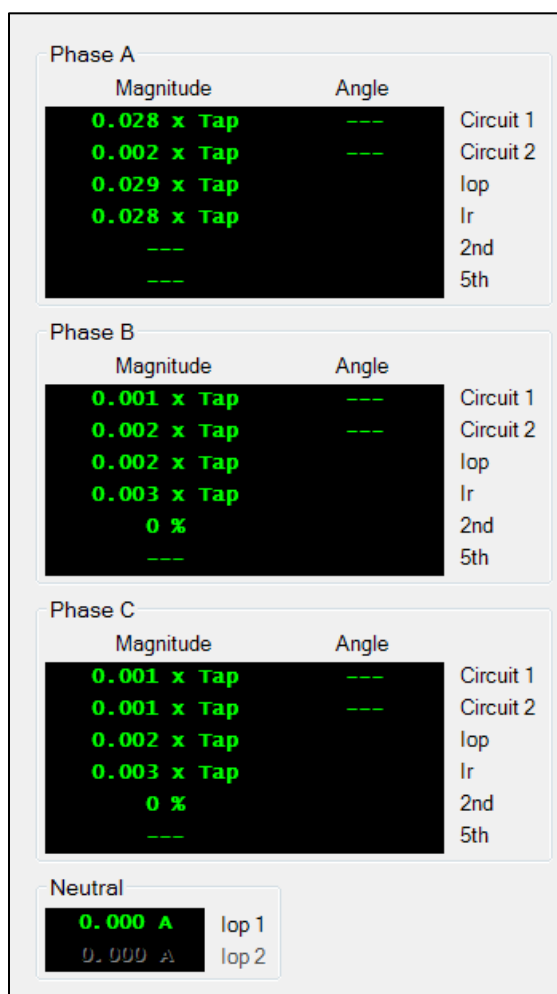 Phase A
Magnitude Angle
0.028 x Tap --- Circuit 1
0.002 x Tap --- Circuit 2
0.029 x Tap Iop
0.028 x Tap Ir
--- 2nd
--- 5th
Phase B
Magnitude Angle
0.001 x Tap --- Circuit 1
0.002 x Tap --- Circuit 2
0.002 x Tap Iop
0.003 x Tap Ir
0 % 2nd
--- 5th
Phase C
Magnitude Angle
0.001 x Tap --- Circuit 1
0.001 x Tap --- Circuit 2
0.002 x Tap Iop
0.003 x Tap Ir
0 % 2nd
--- 5th
Neutral
0.000 A Iop 1
0.000 A Iop 2